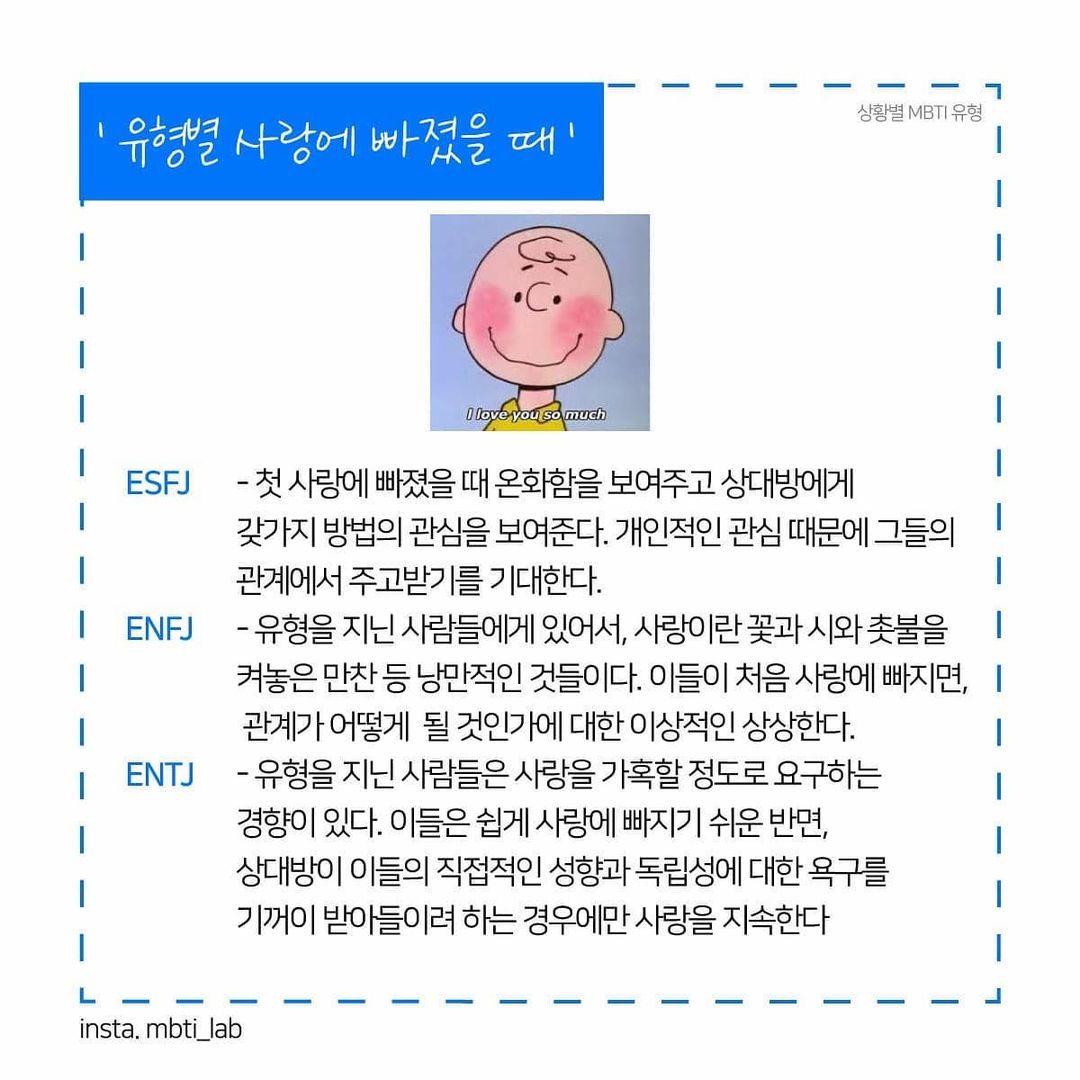 ' 유형별 사랑에 빠졌을 때 '
상황별 MBTI 유형
I love you so much
ESFJ - 첫 사랑에 빠졌을 때 온화함을 보여주고 상대방에게
갖가지 방법의 관심을 보여준다. 개인적인 관심 때문에 그들의
관계에서 주고받기를 기대한다.
ENFJ - 유형을 지닌 사람들에게 있어서, 사랑이란 꽃과 시와 촛불을
켜놓은 만찬 등 낭만적인 것들이다. 이들이 처음 사랑에 빠지면,
관계가 어떻게 될 것인가에 대한 이상적인 상상한다.
ENTJ - 유형을 지닌 사람들은 사랑을 가혹할 정도로 요구하는
경향이 있다. 이들은 쉽게 사랑에 빠지기 쉬운 반면,
상대방이 이들의 직접적인 성향과 독립성에 대한 욕구를
기꺼이 받아들이려 하는 경우에만 사랑을 지속한다
insta. mbti_lab